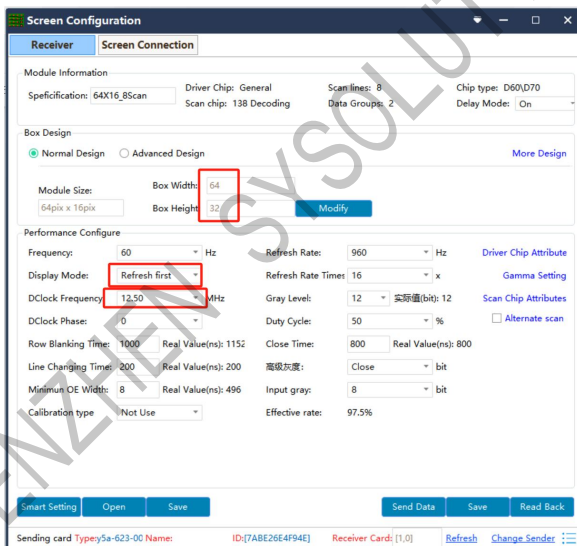 Screen Configuration
Receiver Screen Connection
Module Information
Speficification: 64X16_8Scan Driver Chip: General Scan lines: 8 Chip type: D60\D70
Scan chip: 138 Decoding Data Groups: 2 Delay Mode: On
Box Design
Normal Design Advanced Design More Design
Module Size: Box Width: 64
64pix x 16pix Box Height: 32 Modify
Performance Configure
Frequency: 60 Hz Refresh Rate: 960 Hz Driver Chip Attribute
Display Mode: Refresh first Refresh Rate Times 16 x Gamma Setting
DClock Frequency 12.50 MHz Gray Level: 12 实际值(bit): 12 Scan Chip Attributes
DClock Phase: 0 Duty Cycle: 50 % Alternate scan
Row Blanking Time: 1000 Real Value(ns): 1152 Close Time: 800 Real Value(ns): 800
Line Changing Time: 200 Real Value(ns): 200 高级灰度: Close bit
Minimun OE Width: 8 Real Value(ns): 496 Input gray: 8 bit
Calibration type Not Use Effective rate: 97.5%
Smart Setting Open Save Send Data Save Read Back
Sending card Type:y5a-623-00 Name: ID:[7ABE26E4F94E] Receiver Card: [1,0] Refresh Change Sender
ENZHEN SYSOLUT